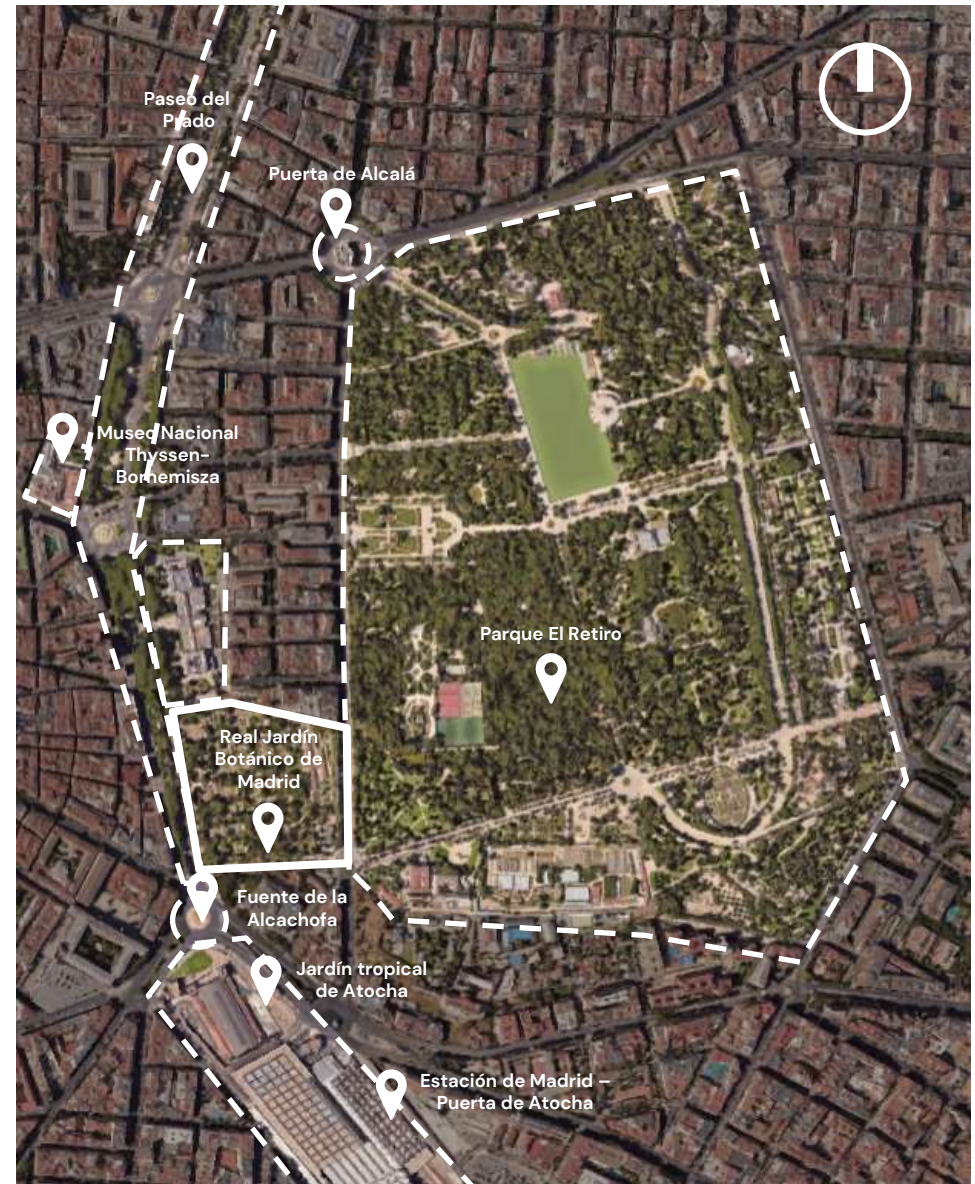 Paseo del
Prado
Puerta de Alcalá
Museo Nacional
Thyssen-
Bornemisza
Parque El Retiro
Real Jardín
Botánico de
Madrid
Fuente de la
Alcachofa
Jardín tropical
de Atocha
Estación de Madrid –
Puerta de Atocha